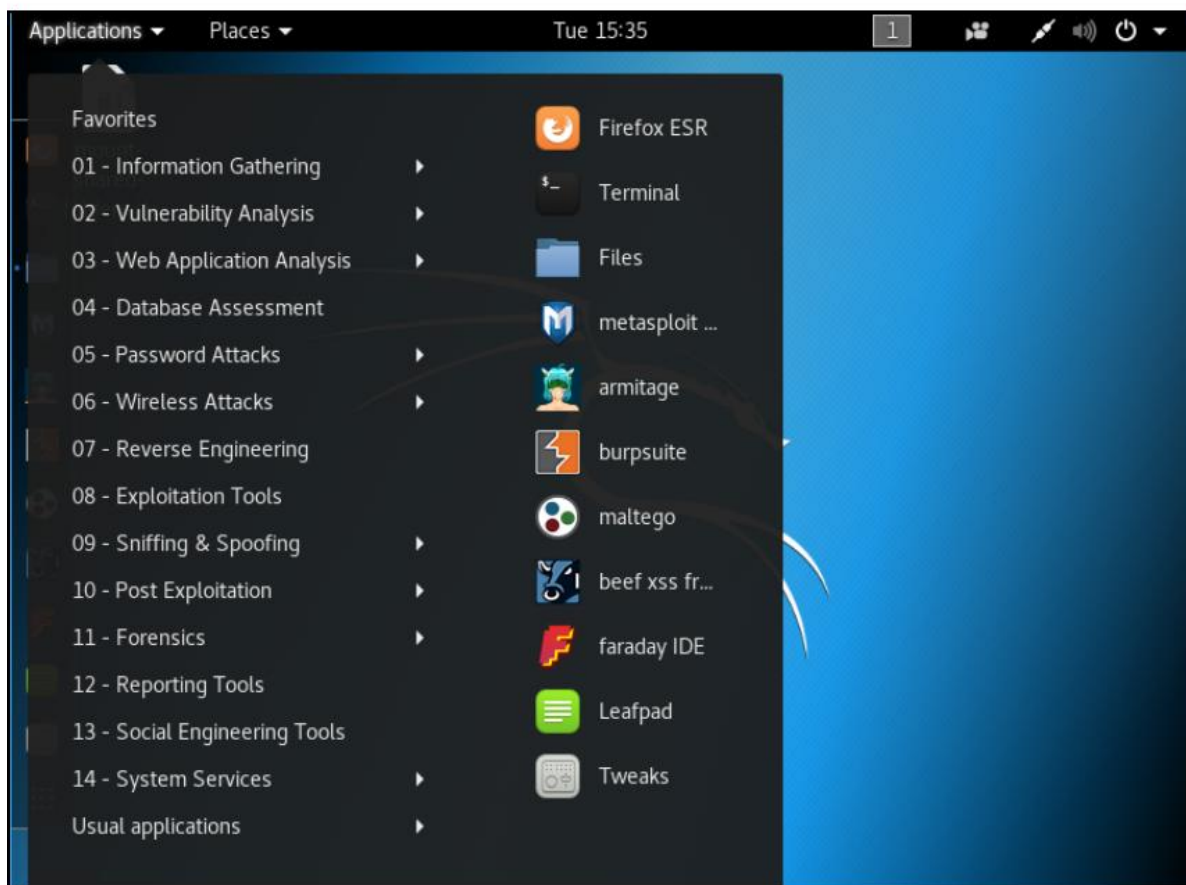 Applications Places Tue 15:35 1
Favorites
01 - Information Gathering
02 - Vulnerability Analysis
03 - Web Application Analysis
04 - Database Assessment
05 - Password Attacks
06 - Wireless Attacks
07 - Reverse Engineering
08 - Exploitation Tools
09 - Sniffing & Spoofing
10 - Post Exploitation
11 - Forensics
12 - Reporting Tools
13 - Social Engineering Tools
14 - System Services
Usual applications
Firefox ESR
Terminal
Files
metasploit ...
armitage
burpsuite
maltego
beef xss fr...
faraday IDE
Leafpad
Tweaks